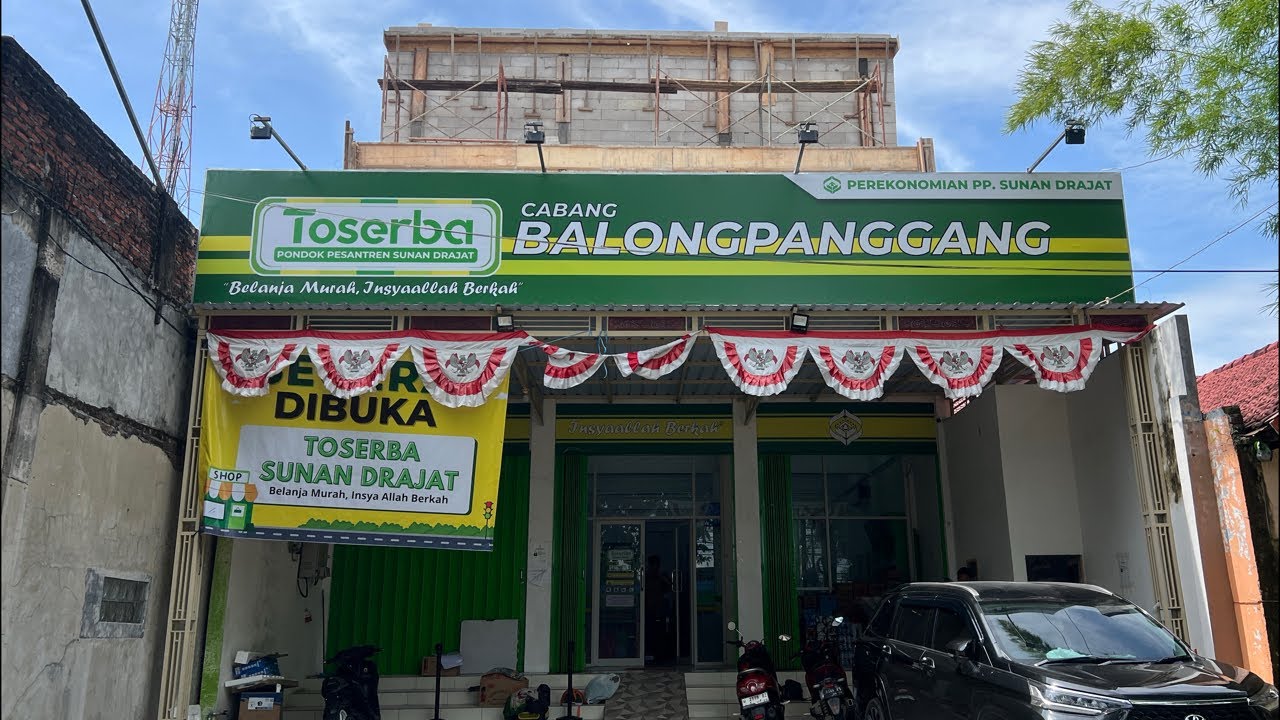 PEREKONOMIAN PP. SUNAN DRAJAT
Toserba
PONDOK PESANTREN SUNAN DRAJAT
CABANG
BALONGPANGGANG
"Belanja Murah, Insyaallah Berkah"
DIBUKA
TOSERBA
SUNAN DRAJAT
Belanja Murah, Insya Allah Berkah
SHOP
Insyaallah Berkah"